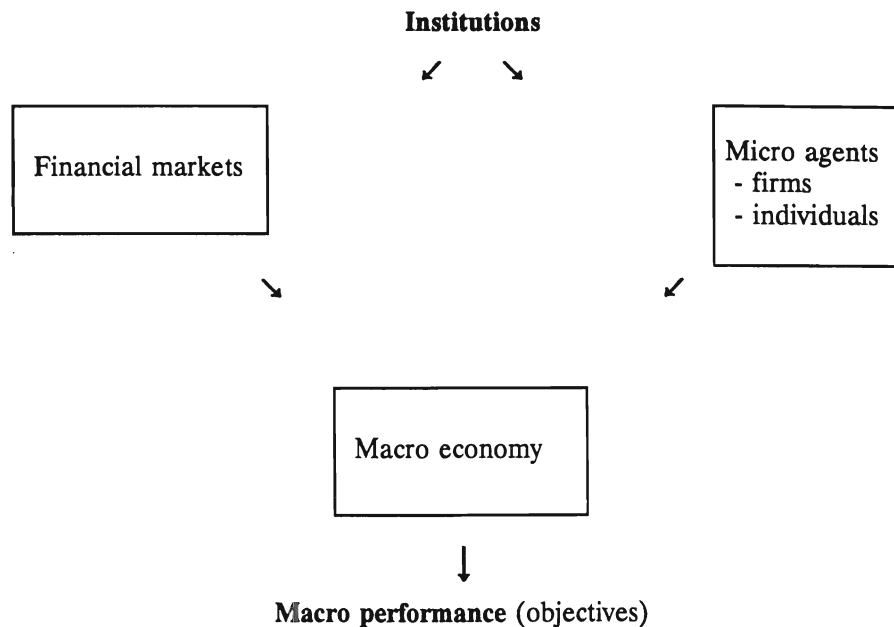 Institutions
Financial markets
Micro agents
- firms
- individuals
Macro economy
Macro performance (objectives)